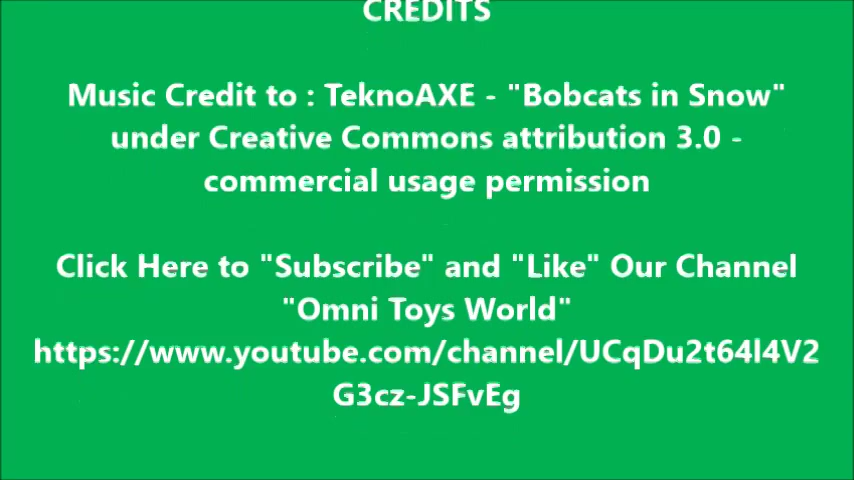 CREDITS
Music Credit to : TeknoAXE - "Bobcats in Snow"
under Creative Commons attribution 3.0 -
commercial usage permission
Click Here to "Subscribe" and "Like" Our Channel
"Omni Toys World"
https://www.youtube.com/channel/UCqDu2t64l4V2
G3cz-JSFvEg